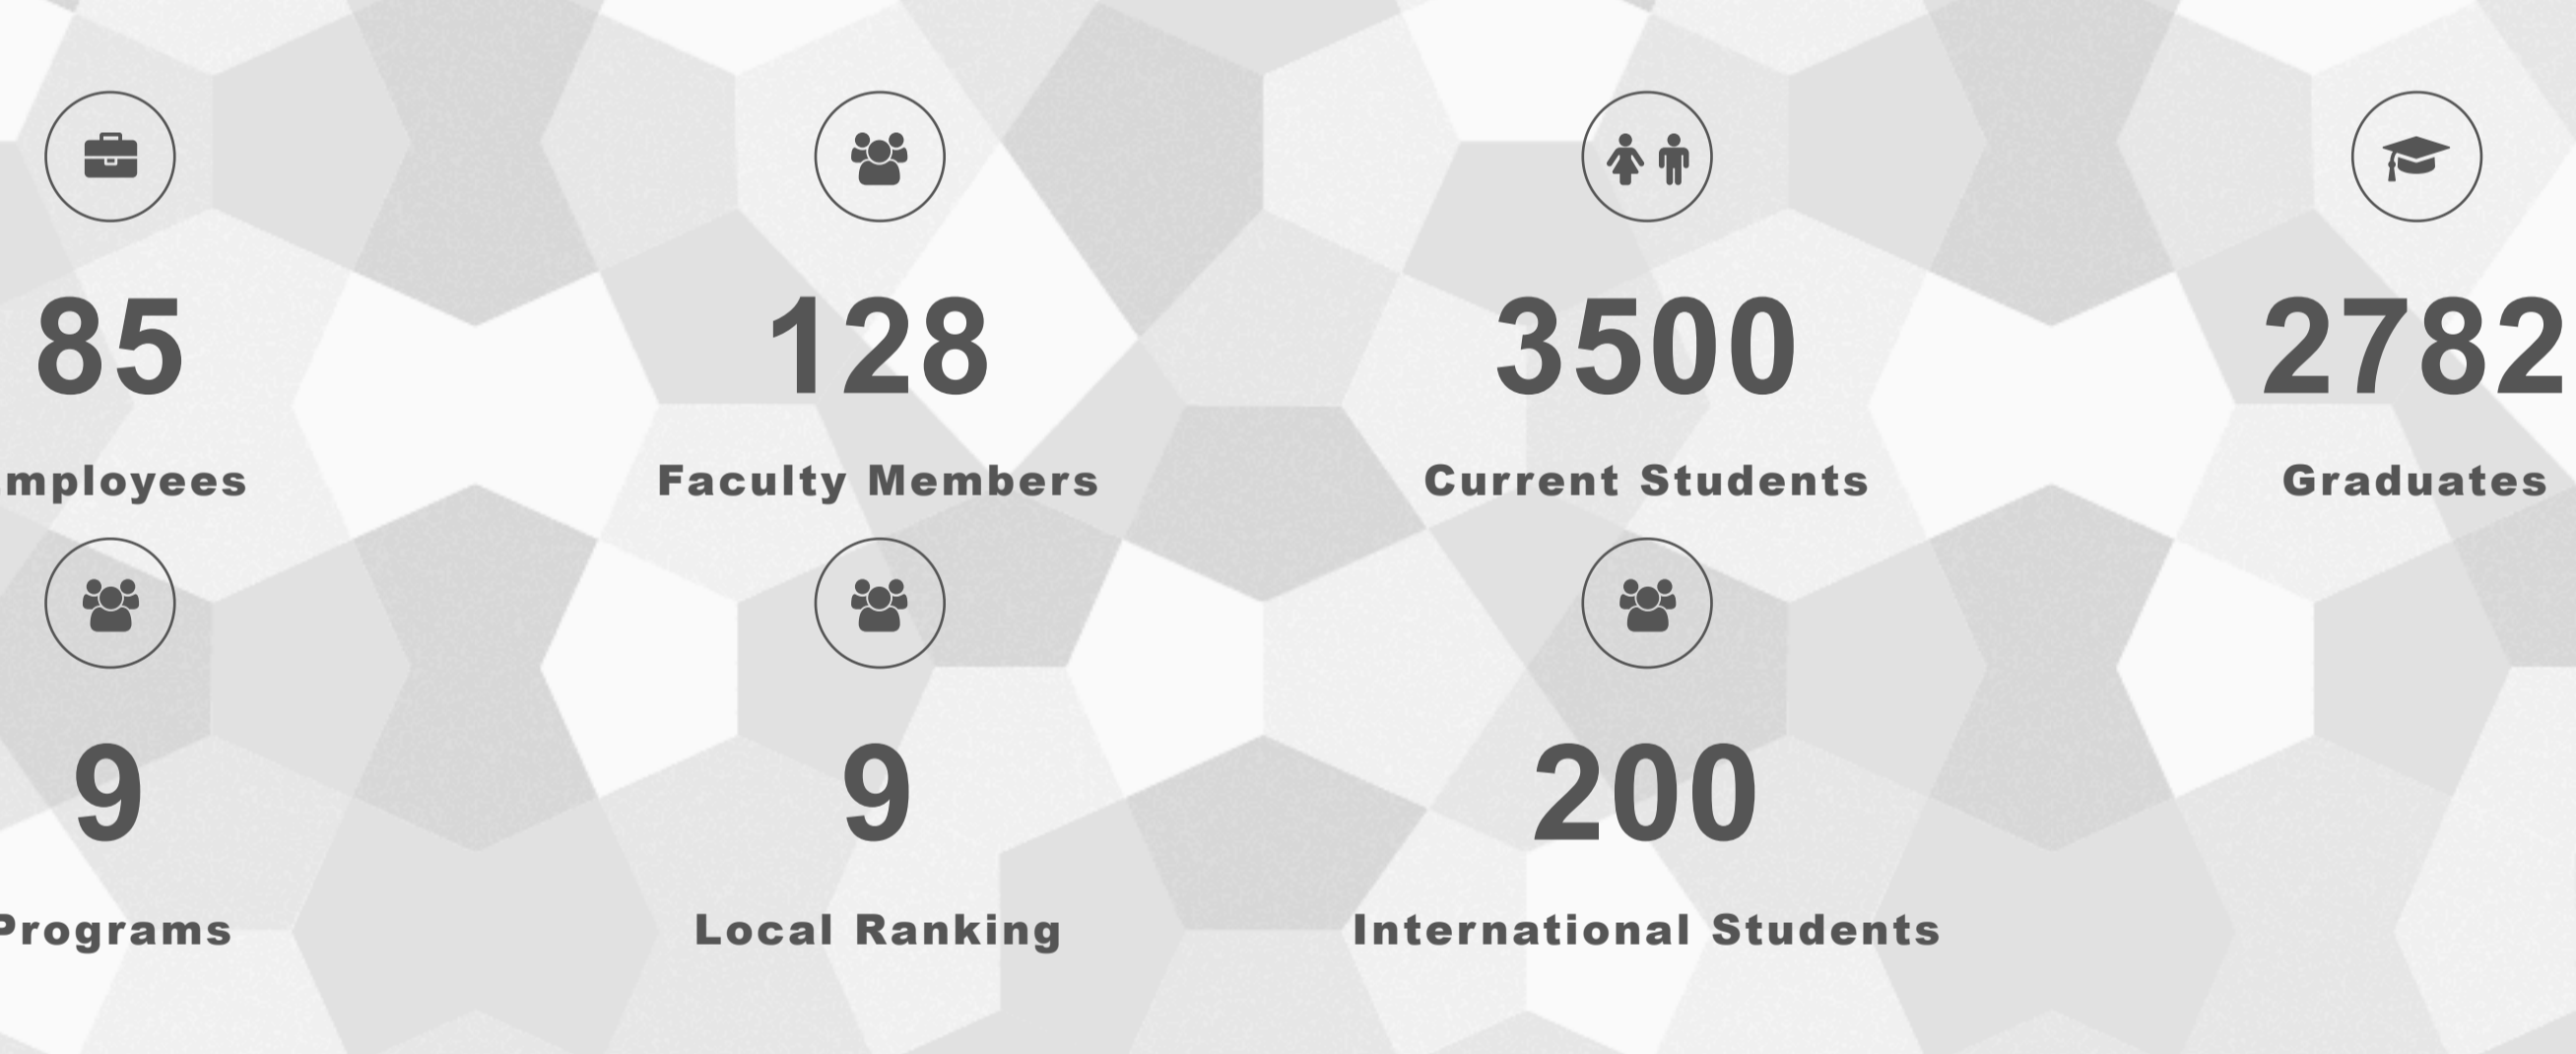 85
128
3500
2782
mployees
Faculty Members
Current Students
Graduates
9
9
200
Programs
Local Ranking
International Students